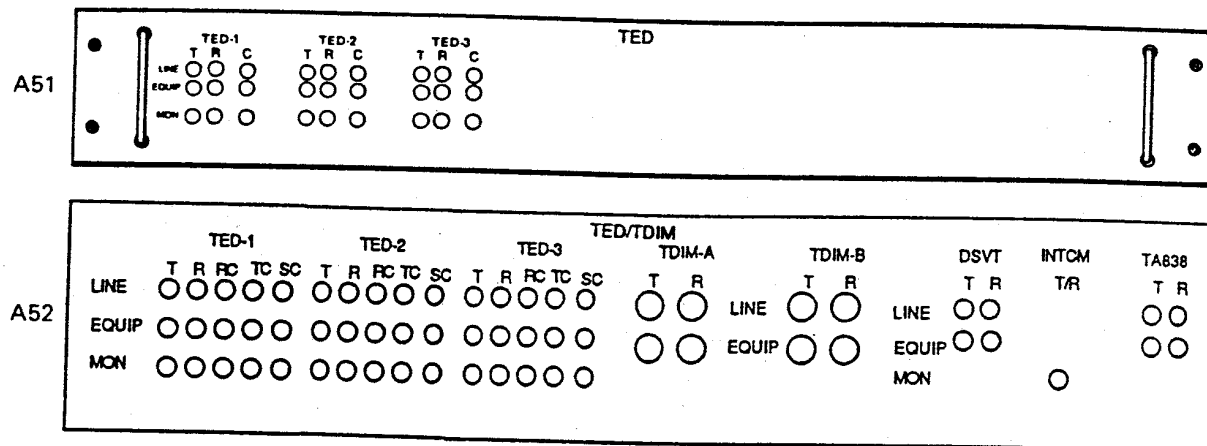 TED
TED-1 TED-2 TED-3
T R C T R C T R C
A51
LINE
EQUIP
MON
TED/TDIM
TED-1 TED-2 TED-3 TDIM-A TDIM-B DSVT INTCM TA838
T R RC TC SC T R RC TC SC T R RC TC SC T R T R T R T/R T R
A52
LINE LINE LINE
EQUIP EQUIP EQUIP
MON MON